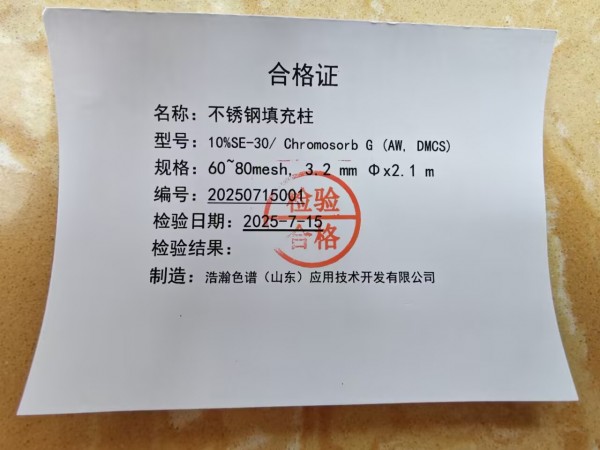 合格证
名称：不锈钢填充柱
型号：10%SE-30/ Chromosorb G (AW, DMCS)
规格：60~80mesh, 3.2 mm Φx2.1 m
编号：20250715001
检验日期：2025-7-15
检验结果：
检验
合格
制造：浩瀚色谱（山东）应用技术开发有限公司